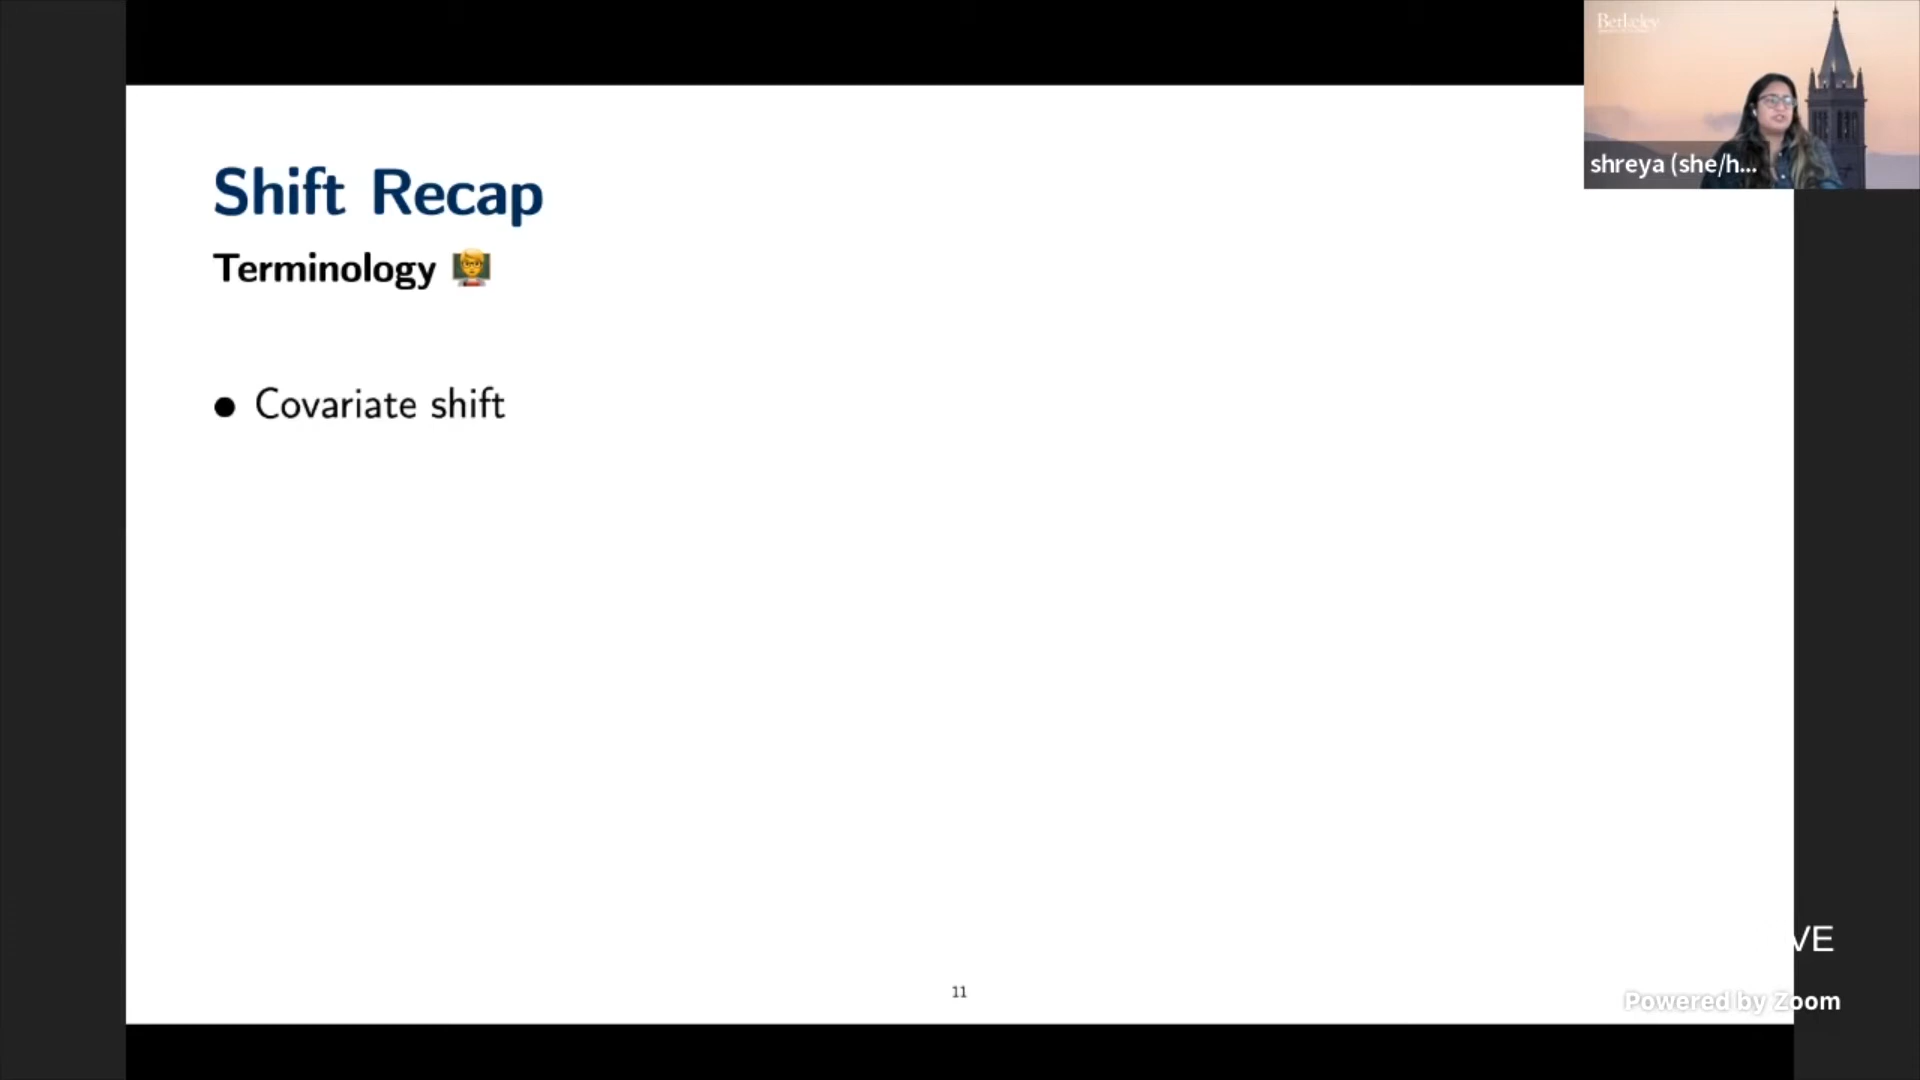 Berkeley
shreya (she/h...
Shift Recap
Terminology
● Covariate shift
VE
11
Powered by Zoom